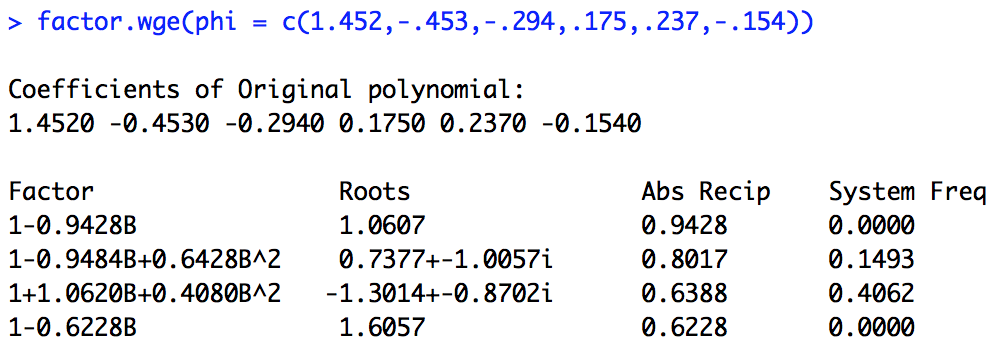 > factor.wge(phi = c(1.452,-.453,-.294,.175,.237,-.154))
Coefficients of Original polynomial:
1.4520 -0.4530 -0.2940 0.1750 0.2370 -0.1540
Factor Roots Abs Recip System Freq
1-0.9428B 1.0607 0.9428 0.0000
1-0.9484B+0.6428B^2 0.7377+-1.0057i 0.8017 0.1493
1+1.0620B+0.4080B^2 -1.3014+-0.8702i 0.6388 0.4062
1-0.6228B 1.6057 0.6228 0.0000